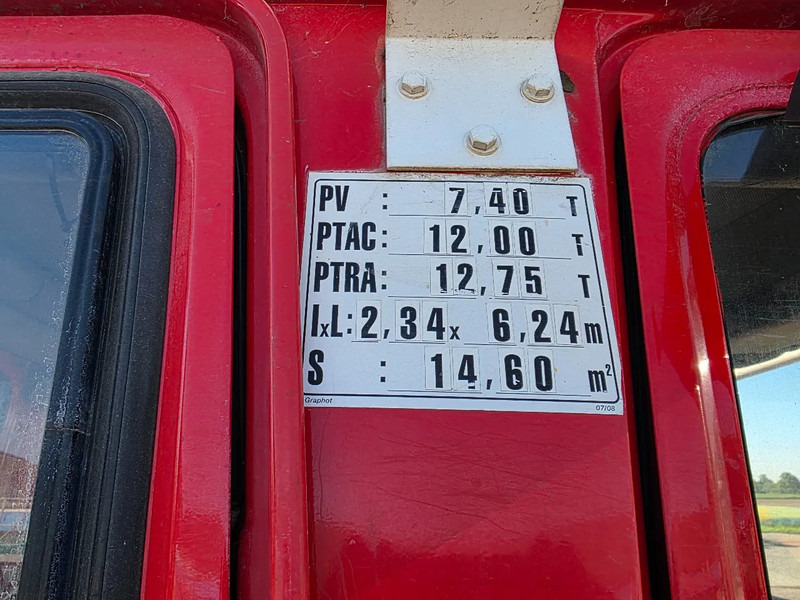 PV : 7,40 T
PTAC: 12,00 T
PTRA: 12,75 T
IxL: 2,34 x 6,24 m
S : 14,60 m²
Graphot 07/08